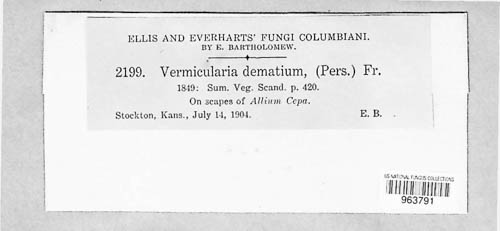 ELLIS AND EVERHARTS' FUNGI COLUMBIANI.
BY E. BARTHOLOMEW.
2199. Vermicularia dematium, (Pers.) Fr.
1849: Sum. Veg. Scand. p. 420.
On scapes of Allium Cepa.
Stockton, Kans., July 14, 1904. E. B.
US NATIONAL FUNGUS COLLECTIONS
963791